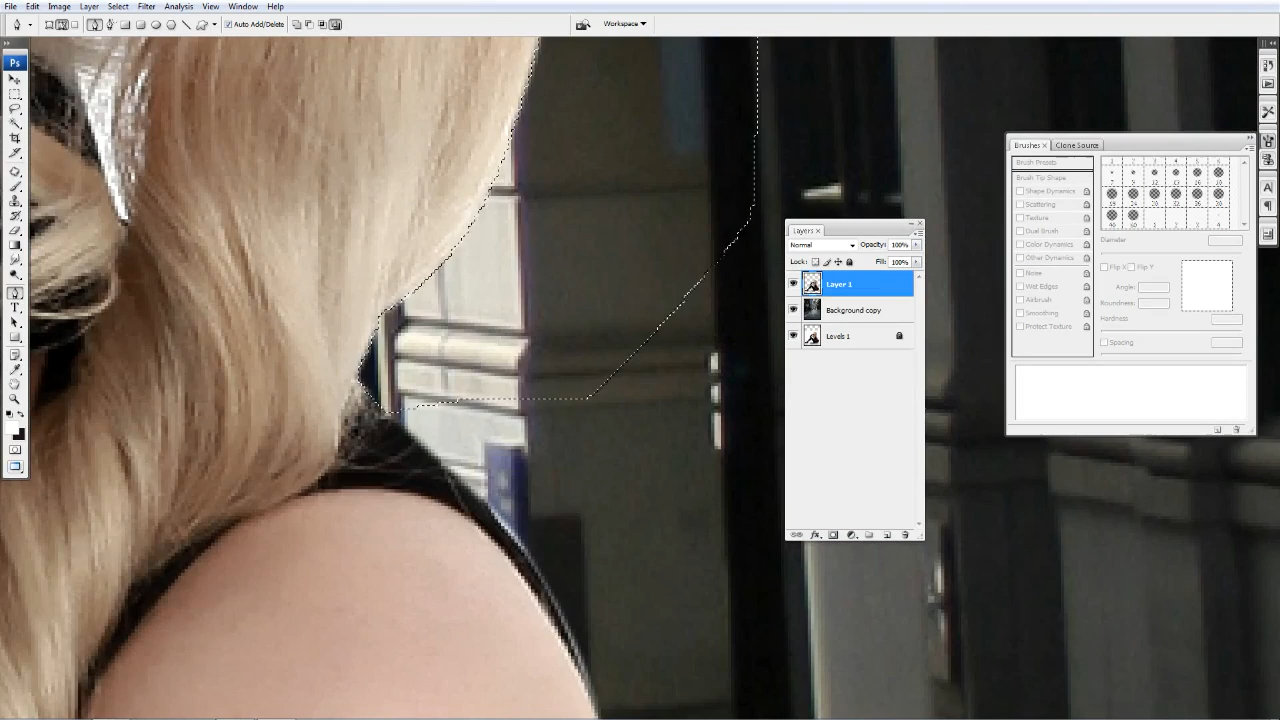 File Edit Image Layer Select Filter Analysis View Window Help
Auto Add/Delete
Workspace
Ps
Brushes Clone Source
Brush Presets
Brush Tip Shape
Shape Dynamics
Scattering
Texture
Dual Brush
Color Dynamics
Other Dynamics
Noise
Wet Edges
Airbrush
Smoothing
Protect Texture
Diameter
Flip X Flip Y
Angle:
Roundness:
Hardness
Spacing
Layers
Normal Opacity: 100%
Lock: Fill: 100%
Layer 1
Background copy
Levels 1